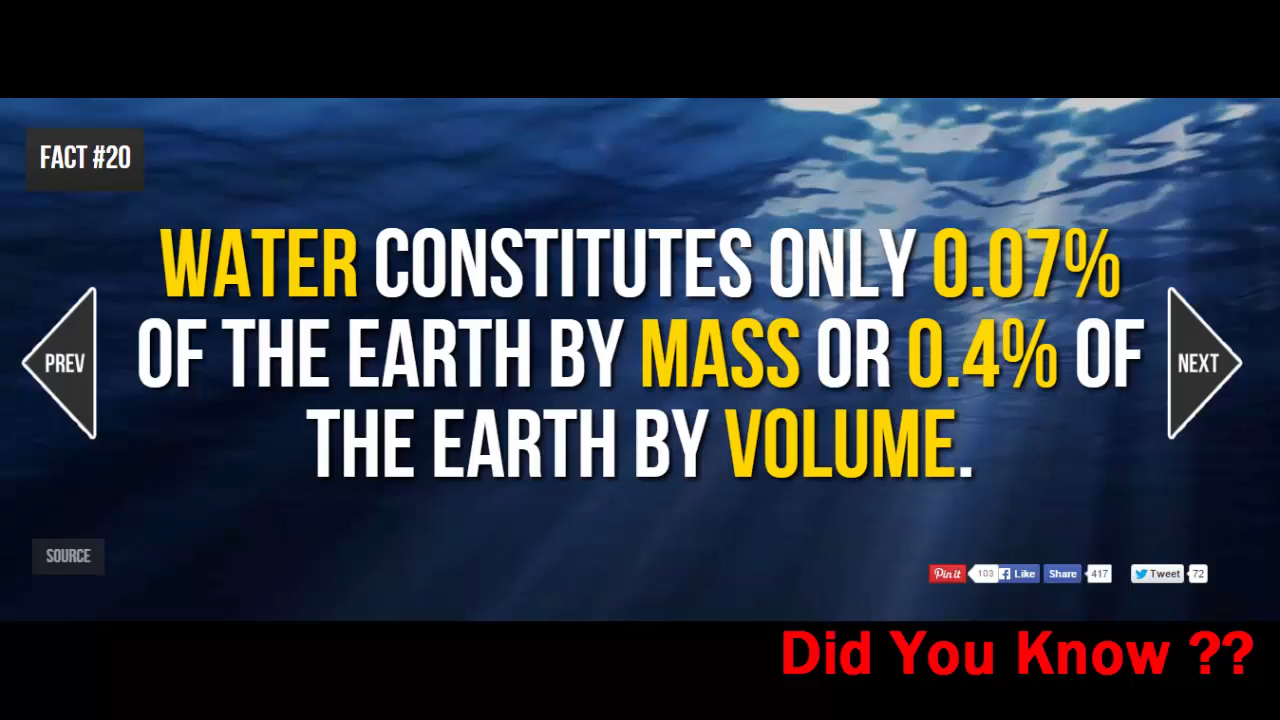 FACT #20
WATER CONSTITUTES ONLY 0.07%
OF THE EARTH BY MASS OR 0.4% OF
THE EARTH BY VOLUME.
PREV
NEXT
SOURCE
Pin it 103 Like Share 417 Tweet 72
Did You Know ??